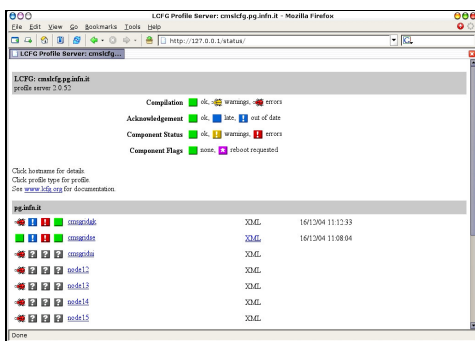 LCFG Profile Server: cmslcfg.pg.infn.it - Mozilla Firefox
File Edit View Go Bookmarks Tools Help
http://127.0.0.1/status/
G
LCFG Profile Server: cmslcfg...
LCFG: cmslcfg.pg.infn.it
profile server 2.0.52
Compilation ok, warnings, errors
Acknowledgement ok, late, ! out of date
Component Status ok, ! warnings, ! errors
Component Flags none, * reboot requested
Click hostname for details.
Click profile type for profile.
See www.lcfg.org for documentation.
pg.infn.it
! ! cmsgridgk XML 16/12/04 11:12:33
! ! cmsgridse XML 16/12/04 11:08:04
? ? ? cmsgridui XML
? ? ? node12 XML
? ? ? node13 XML
? ? ? node14 XML
? ? ? node15 XML
Done